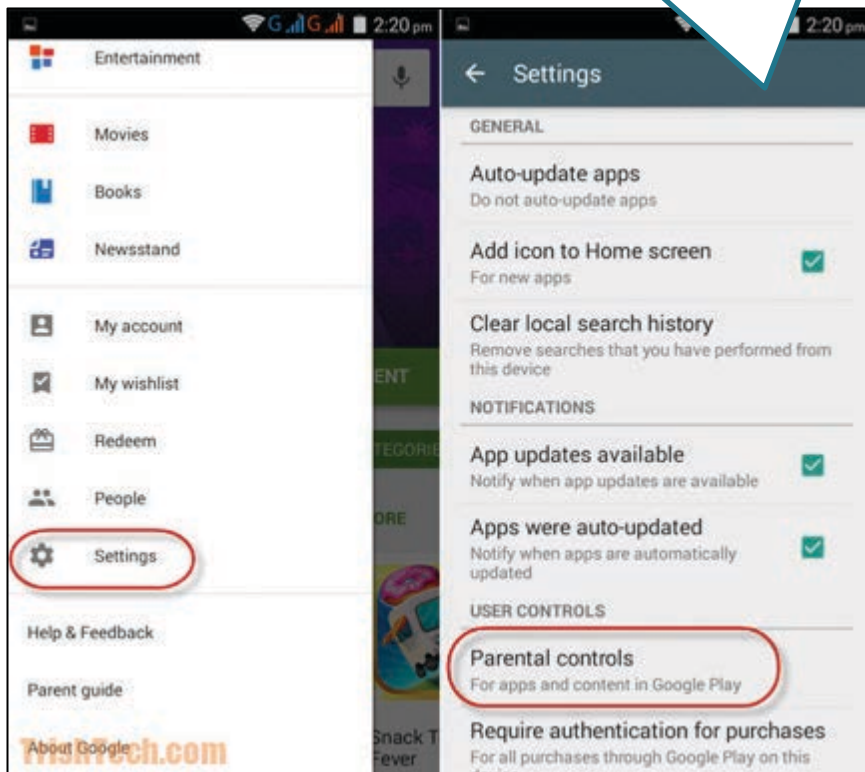 G G 2:20 pm
Entertainment
Movies
Books
Newsstand
My account
My wishlist
Redeem
People
Settings
Help & Feedback
Parent guide
About Google
ENT
TEGORIE
ORE
Snack T
Fever
2:20 pm
Settings
GENERAL
Auto-update apps
Do not auto-update apps
Add icon to Home screen
For new apps
Clear local search history
Remove searches that you have performed from
this device
NOTIFICATIONS
App updates available
Notify when app updates are available
Apps were auto-updated
Notify when apps are automatically
updated
USER CONTROLS
Parental controls
For apps and content in Google Play
Require authentication for purchases
For all purchases through Google Play on this